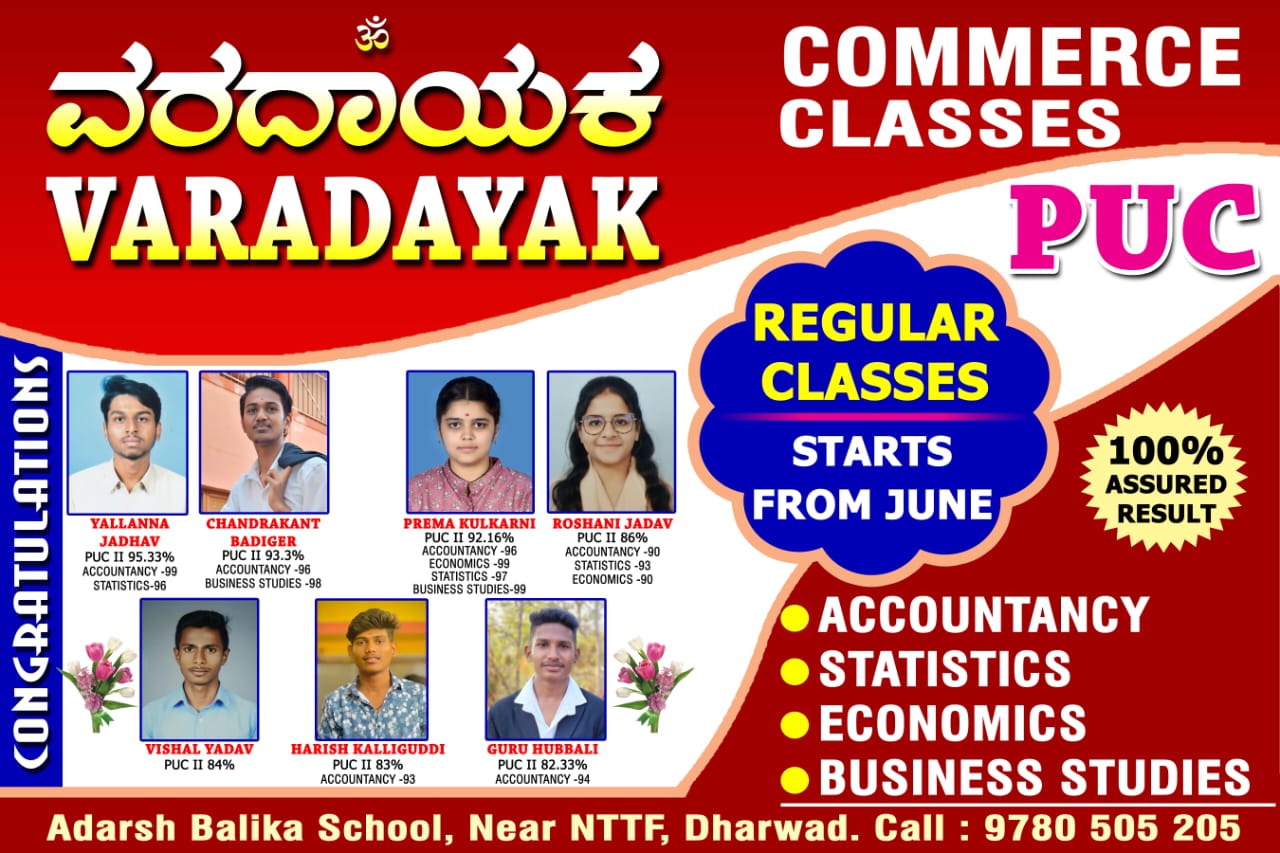 ॐ
ವರದಾಯಕ
VARADAYAK
COMMERCE
CLASSES
PUC
REGULAR
CLASSES
STARTS
FROM JUNE
100%
ASSURED
RESULT
CONGRATULATIONS
YALLANNA
JADHAV
PUC II 95.33%
ACCOUNTANCY -99
STATISTICS-96
CHANDRAKANT
BADIGER
PUC II 93.3%
ACCOUNTANCY -96
BUSINESS STUDIES -98
PREMA KULKARNI
PUC II 92.16%
ACCOUNTANCY -96
ECONOMICS -99
STATISTICS -97
BUSINESS STUDIES-99
ROSHANI JADAV
PUC II 86%
ACCOUNTANCY -90
STATISTICS -93
ECONOMICS -90
VISHAL YADAV
PUC II 84%
HARISH KALLIGUDDI
PUC II 83%
ACCOUNTANCY -93
GURU HUBBALI
PUC II 82.33%
ACCOUNTANCY -94
ACCOUNTANCY
STATISTICS
ECONOMICS
BUSINESS STUDIES
Adarsh Balika School, Near NTTF, Dharwad. Call : 9780 505 205